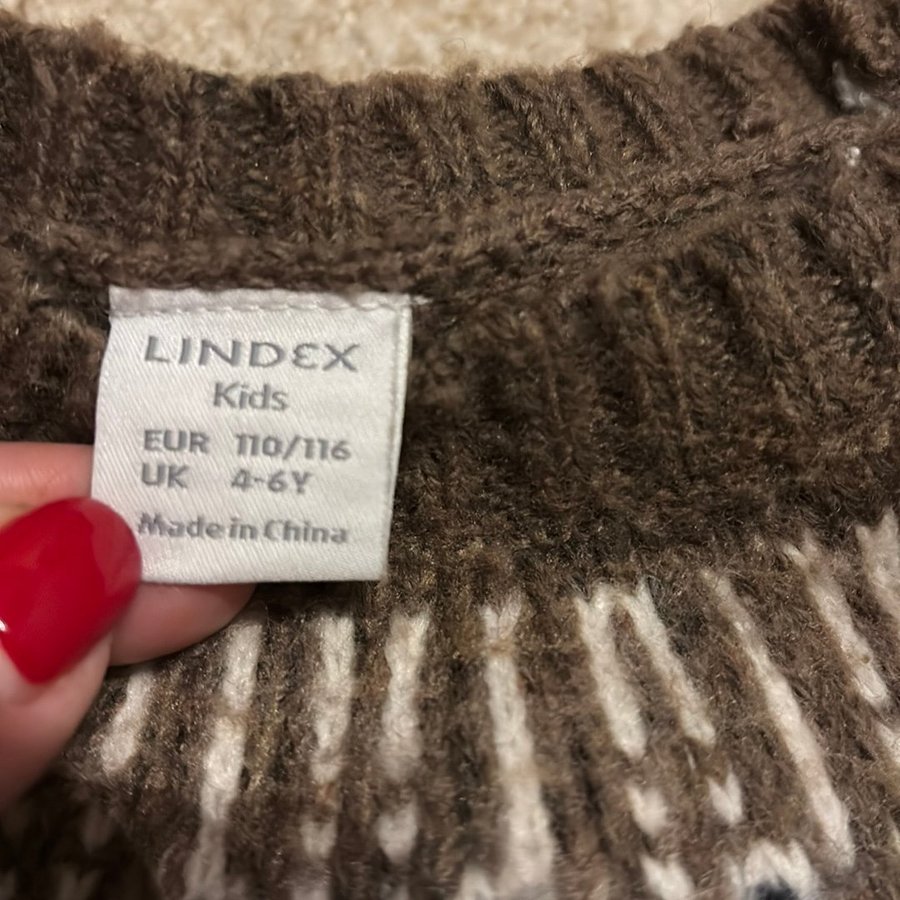 LINDEX
Kids
EUR 110/116
UK 4-6Y
Made in China